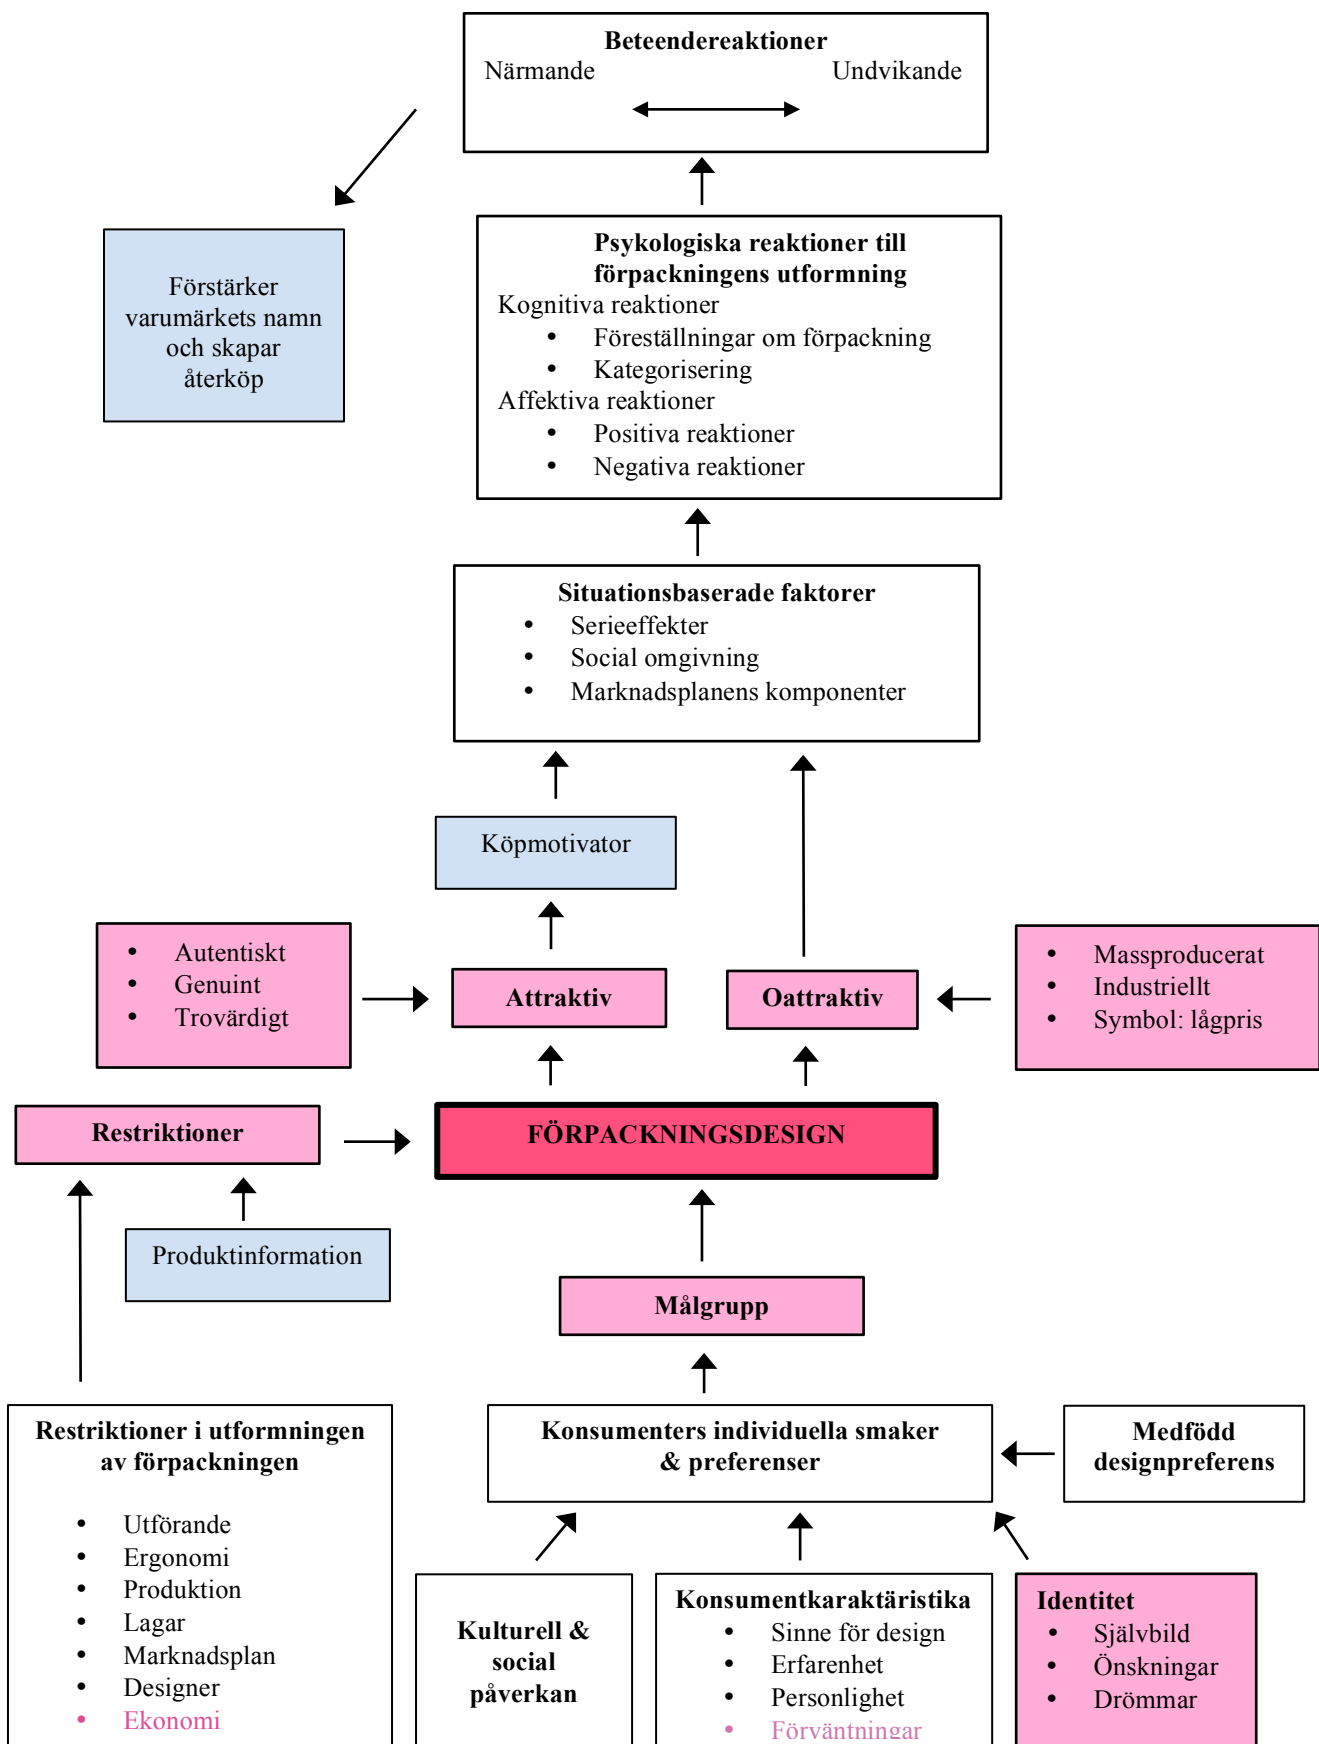 Beteendereaktioner
Närmande
Undvikande
Psykologiska reaktioner till
förpackningens utformning
Kognitiva reaktioner
• Föreställningar om förpackning
• Kategorisering
Affektiva reaktioner
• Positiva reaktioner
• Negativa reaktioner
Förstärker
varumärkets namn
och skapar
återköp
Situationsbaserade faktorer
• Serieeffekter
• Social omgivning
• Marknadsplanens komponenter
Köpmotivator
• Autentiskt
• Genuint
• Trovärdigt
Attraktiv
Oattraktiv
• Massproducerat
• Industriellt
• Symbol: lågpris
Restriktioner
FÖRPACKNINGSDESIGN
Produktinformation
Målgrupp
Restriktioner i utformningen
av förpackningen
• Utförande
• Ergonomi
• Produktion
• Lagar
• Marknadsplan
• Designer
• Ekonomi
Konsumenters individuella smaker
& preferenser
Medfödd
designpreferens
Kulturell &
social
påverkan
Konsumentkaraktäristika
• Sinne för design
• Erfarenhet
• Personlighet
• Förväntningar
Identitet
• Självbild
• Önskningar
• Drömmar